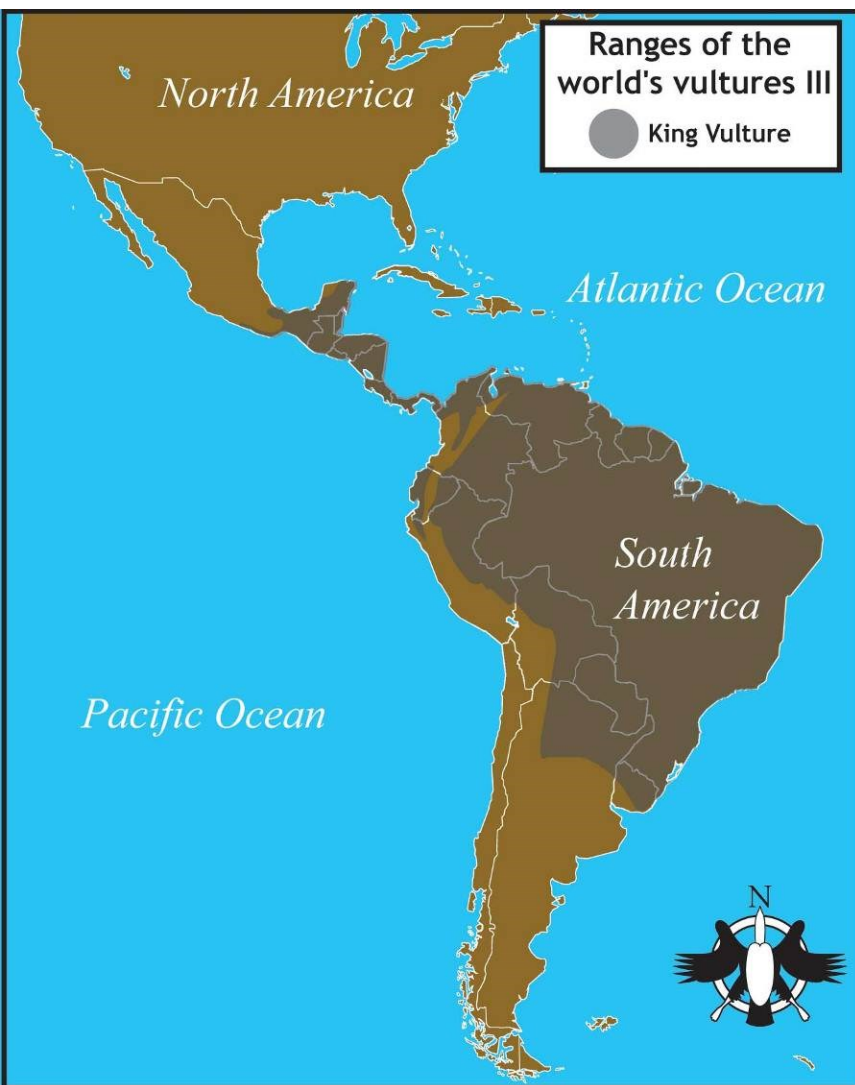 Ranges of the
world's vultures III
King Vulture
North America
Atlantic Ocean
South
America
Pacific Ocean
N